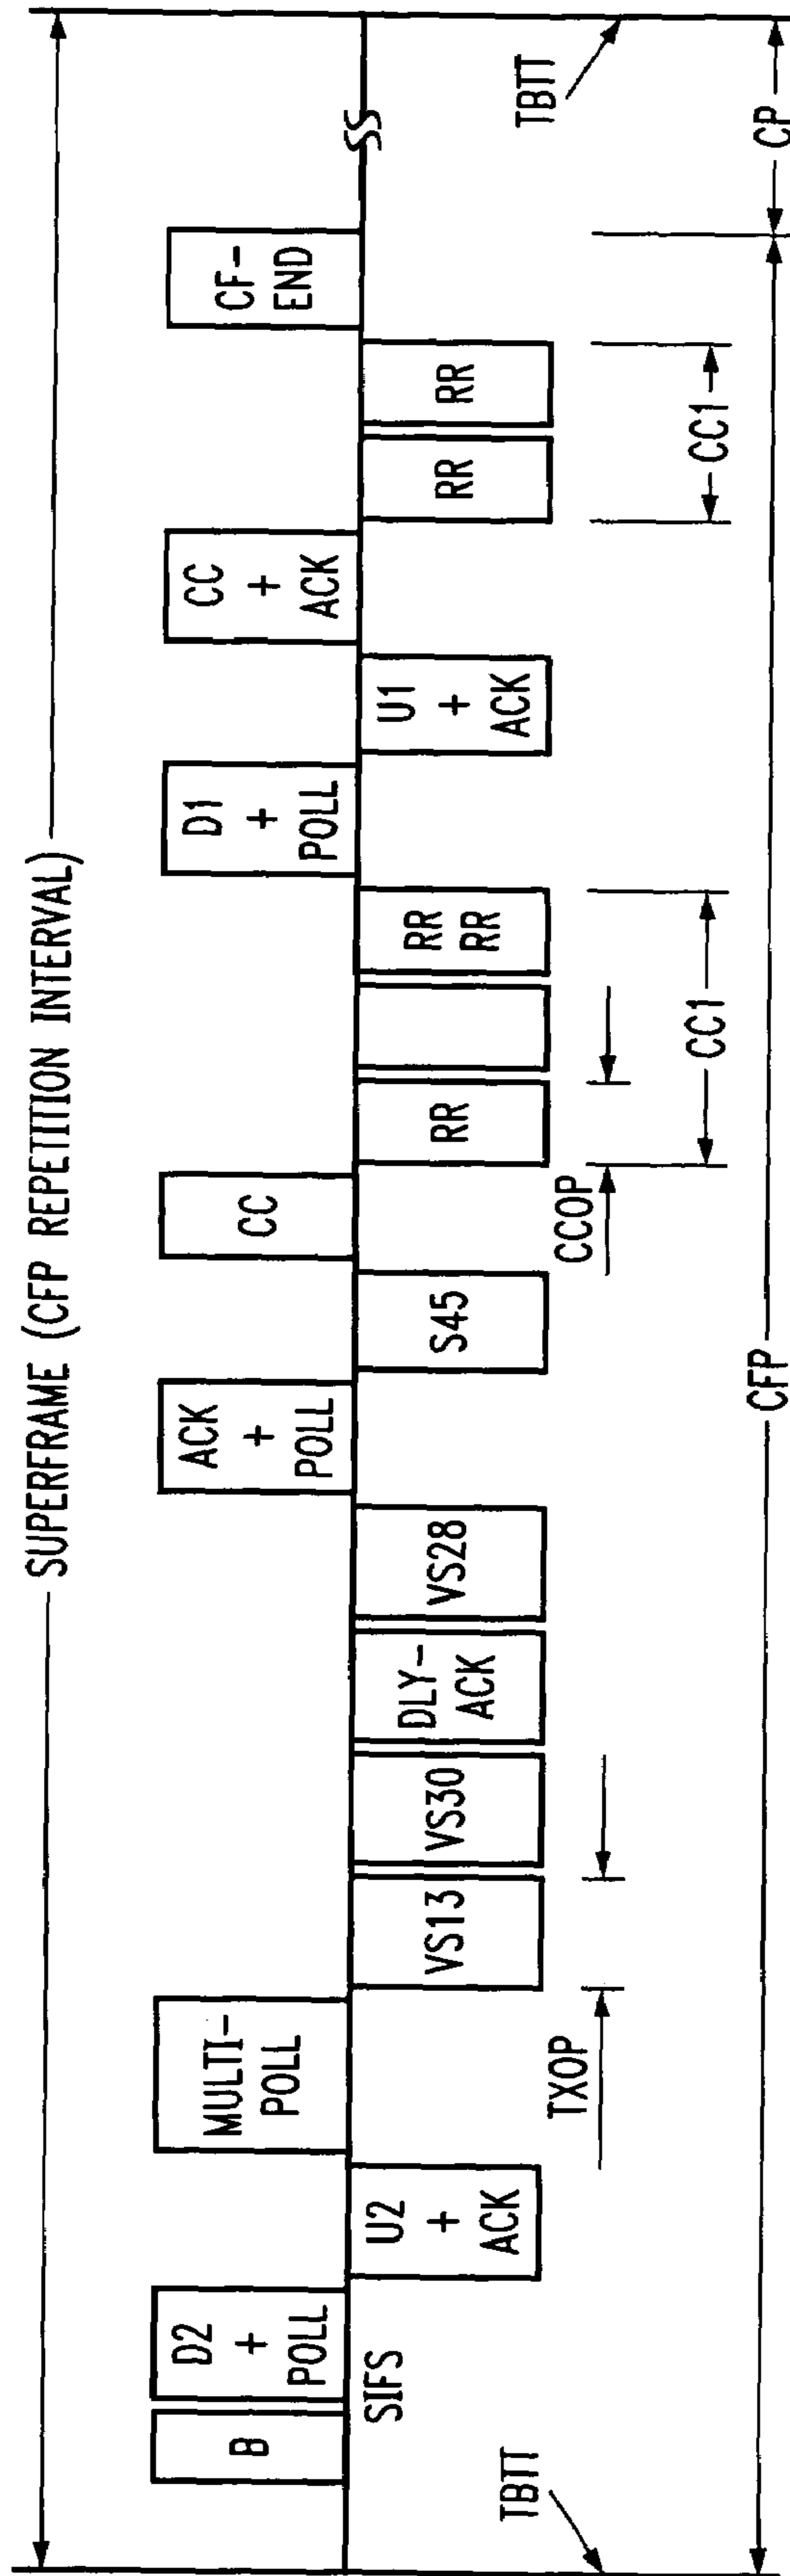 SUPERFRAME (CFP REPETITION INTERVAL)
B
D2
+
POLL
U2
+
ACK
MULTI-
POLL
VS13
VS30
DLY-
ACK
VS28
ACK
+
POLL
S45
CC
RR
RR
RR
D1
+
POLL
U1
+
ACK
CC
+
ACK
RR
RR
CF-
END
SIFS
TBTT
TXOP
CCOP
CC1
CC1
TBTT
CFP
CP